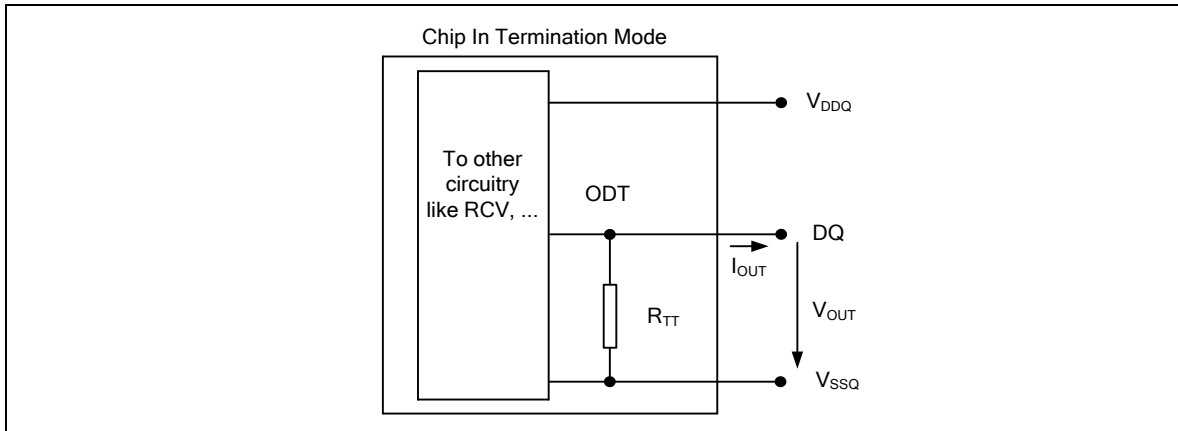 Chip In Termination Mode
V_DDQ
To other
circuitry
like RCV, ...
ODT
DQ
I_OUT
V_OUT
R_TT
V_SSQ